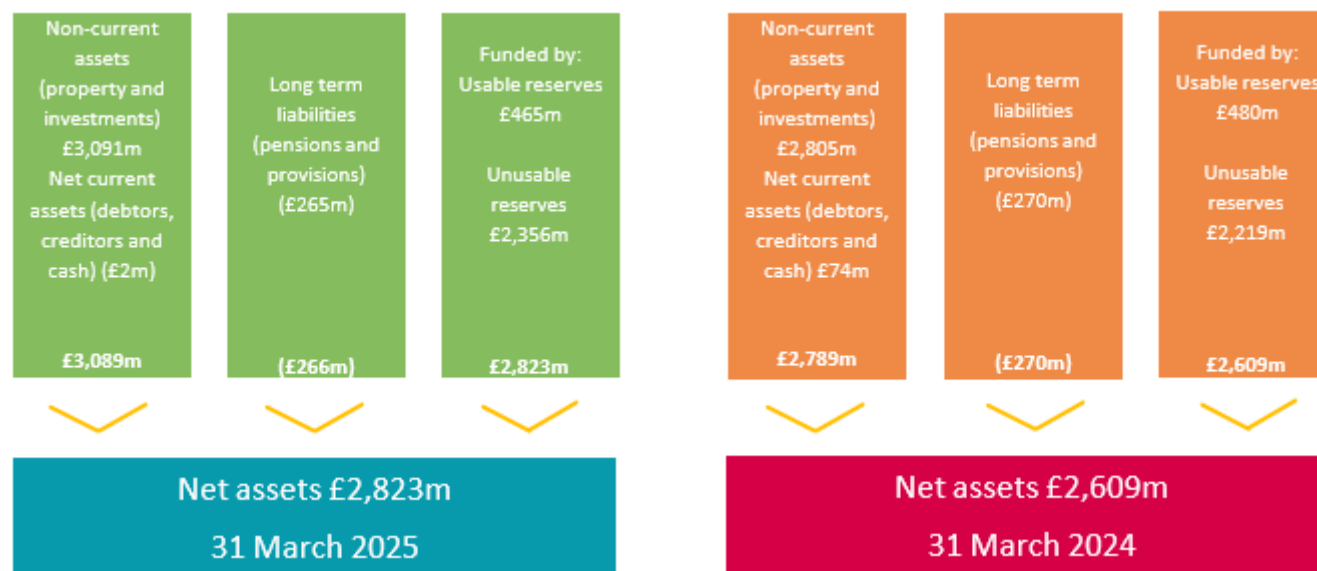 Non-current
assets
(property and
investments)
£3,091m
Net current
assets (debtors,
creditors and
cash) (£2m)
£3,089m
Long term
liabilities
(pensions and
provisions)
(£265m)
(£266m)
Funded by:
Usable reserves
£465m
Unusable
reserves
£2,356m
£2,823m
Net assets £2,823m
31 March 2025
Non-current
assets
(property and
investments)
£2,805m
Net current
assets (debtors,
creditors and
cash) £74m
£2,789m
Long term
liabilities
(pensions and
provisions)
(£270m)
(£270m)
Funded by:
Usable reserves
£480m
Unusable
reserves
£2,219m
£2,609m
Net assets £2,609m
31 March 2024